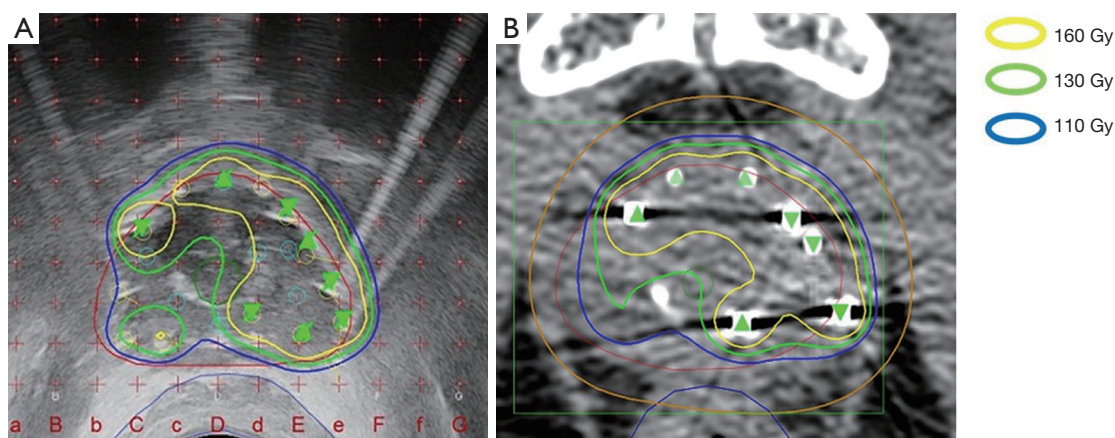 A
B
160 Gy
130 Gy
110 Gy
B F G
a B b C c D d E e F f G